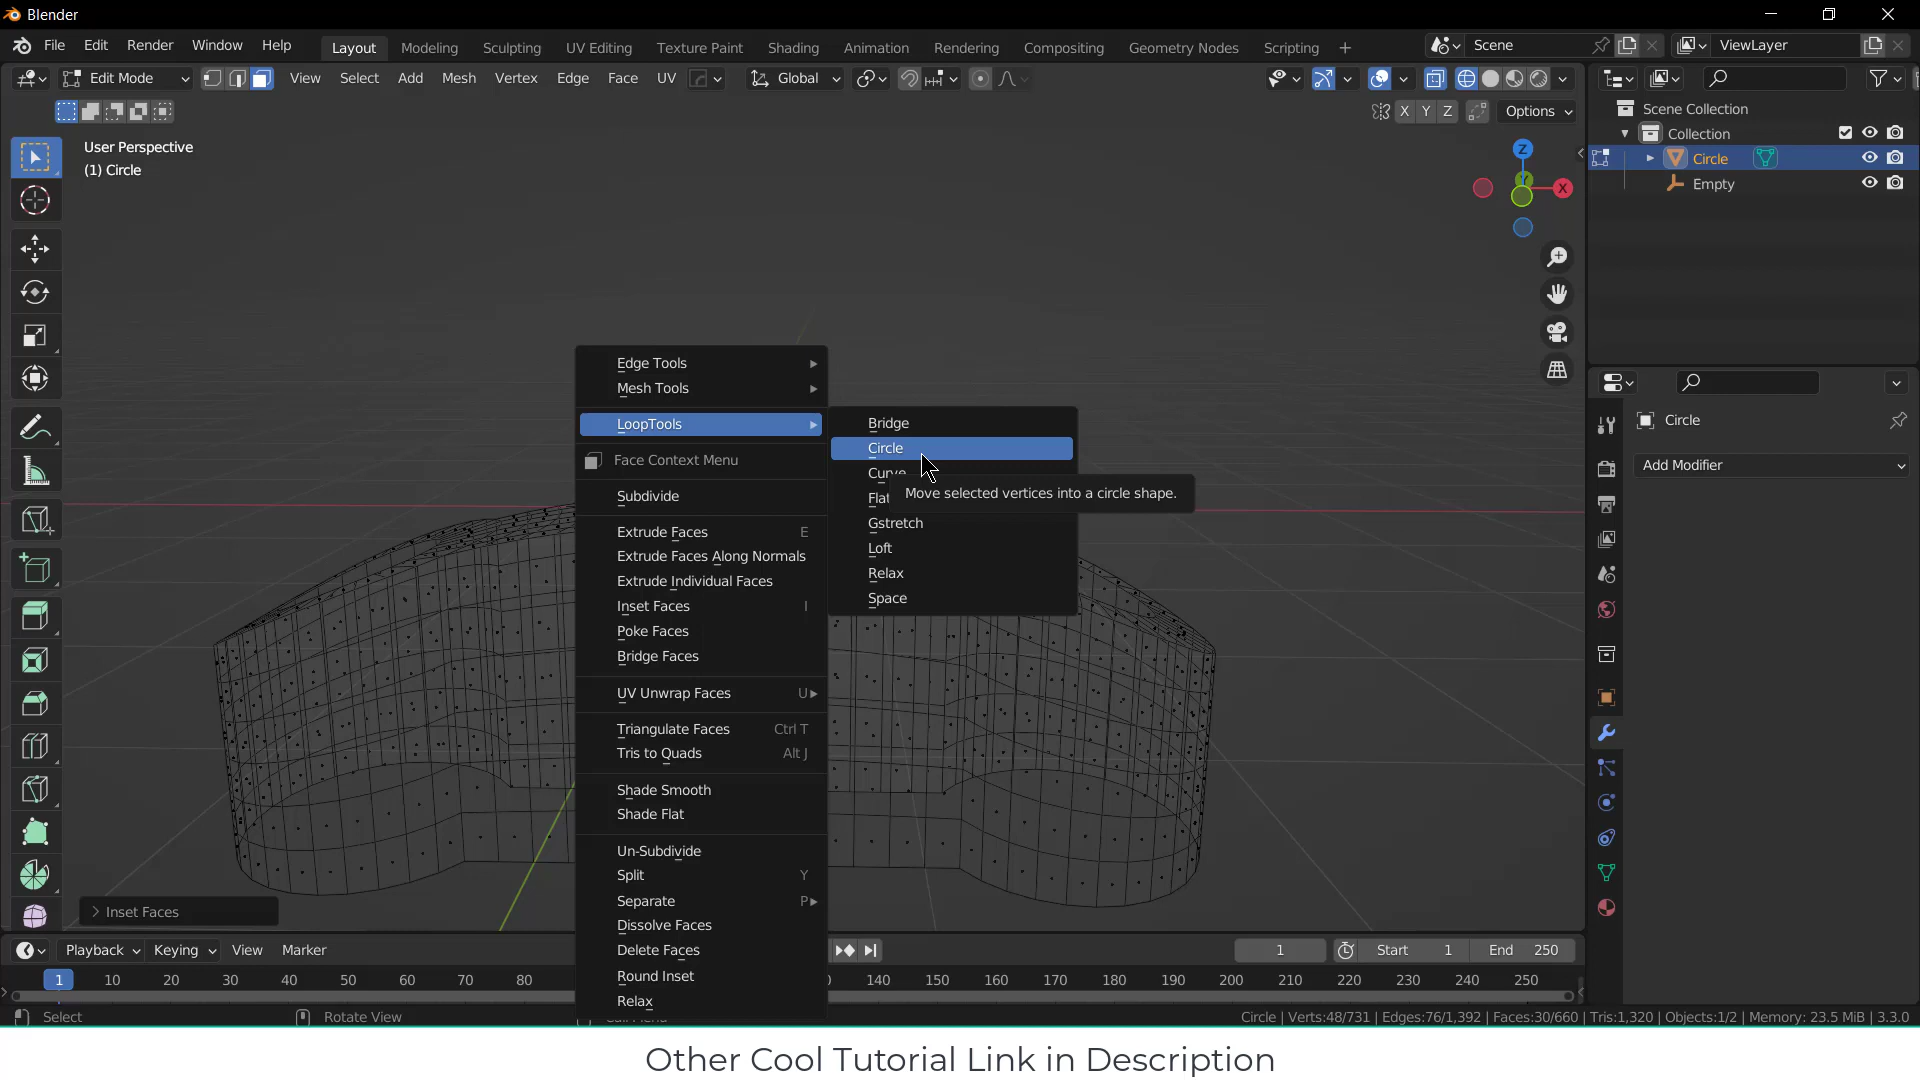 Blender
File Edit Render Window Help Layout Modeling Sculpting UV Editing Texture Paint Shading Animation Rendering Compositing Geometry Nodes Scripting + Scene ViewLayer
Edit Mode View Select Add Mesh Vertex Edge Face UV Global
X Y Z Options
User Perspective
(1) Circle
Z
X
Scene Collection
Collection
Circle
Empty
Circle
Add Modifier
Edge Tools
Mesh Tools
LoopTools
Face Context Menu
Subdivide
Extrude Faces E
Extrude Faces Along Normals
Extrude Individual Faces
Inset Faces I
Poke Faces
Bridge Faces
UV Unwrap Faces U
Triangulate Faces Ctrl T
Tris to Quads Alt J
Shade Smooth
Shade Flat
Un-Subdivide
Split Y
Separate P
Dissolve Faces
Delete Faces
Round Inset
Relax
Bridge
Circle
Curve
Flat
Gstretch
Loft
Relax
Space
Move selected vertices into a circle shape.
Inset Faces
Playback Keying View Marker 1 Start 1 End 250
1 10 20 30 40 50 60 70 80 140 150 160 170 180 190 200 210 220 230 240 250
Select Rotate View Circle | Verts:48/731 | Edges:76/1,392 | Faces:30/660 | Tris:1,320 | Objects:1/2 | Memory: 23.5 MiB | 3.3.0
Other Cool Tutorial Link in Description